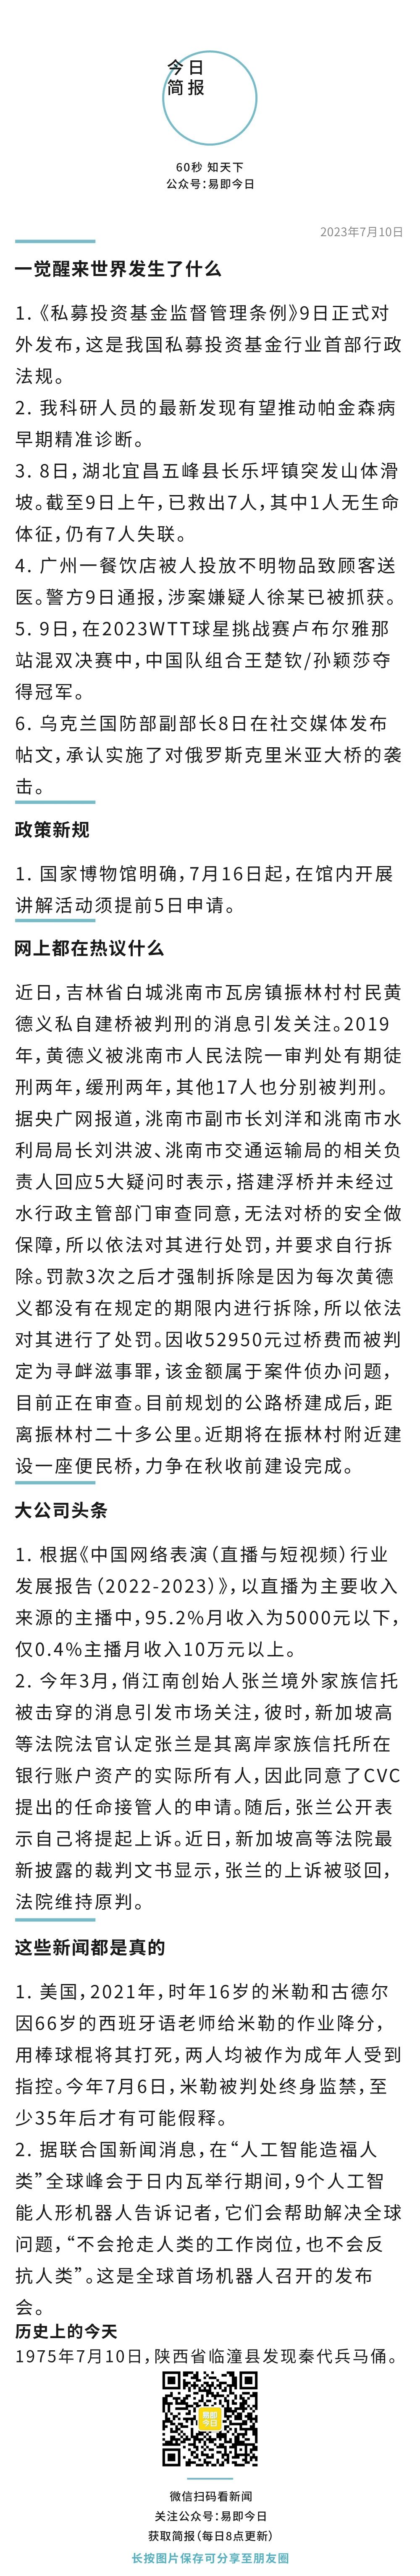 今日
简报
60秒 知天下
公众号：易即今日
2023年7月10日
一觉醒来世界发生了什么
1.《私募投资基金监督管理条例》9日正式对
外发布，这是我国私募投资基金行业首部行政
法规。
2. 我科研人员的最新发现有望推动帕金森病
早期精准诊断。
3. 8日，湖北宜昌五峰县长乐坪镇突发山体滑
坡。截至9日上午，已救出7人，其中1人无生命
体征，仍有7人失联。
4. 广州一餐饮店被人投放不明物品致顾客送
医。警方9日通报，涉案嫌疑人徐某已被抓获。
5. 9日，在2023WTT球星挑战赛卢布尔雅那
站混双决赛中，中国队组合王楚钦/孙颖莎夺
得冠军。
6. 乌克兰国防部副部长8日在社交媒体发布
帖文，承认实施了对俄罗斯克里米亚大桥的袭
击。
政策新规
1. 国家博物馆明确，7月16日起，在馆内开展
讲解活动须提前5日申请。
网上都在热议什么
近日，吉林省白城洮南市瓦房镇振林村村民黄
德义私自建桥被判刑的消息引发关注。2019
年，黄德义被洮南市人民法院一审判处有期徒
刑两年，缓刑两年，其他17人也分别被判刑。
据央广网报道，洮南市副市长刘洋和洮南市水
利局局长刘洪波、洮南市交通运输局的相关负
责人回应5大疑问时表示，搭建浮桥并未经过
水行政主管部门审查同意，无法对桥的安全做
保障，所以依法对其进行处罚，并要求自行拆
除。罚款3次之后才强制拆除是因为每次黄德
义都没有在规定的期限内进行拆除，所以依法
对其进行了处罚。因收52950元过桥费而被判
定为寻衅滋事罪，该金额属于案件侦办问题，
目前正在审查。目前规划的公路桥建成后，距
离振林村二十多公里。近期将在振林村附近建
设一座便民桥，力争在秋收前建设完成。
大公司头条
1. 根据《中国网络表演（直播与短视频）行业
发展报告（2022-2023）》，以直播为主要收入
来源的主播中，95.2%月收入为5000元以下，
仅0.4%主播月收入10万元以上。
2. 今年3月，俏江南创始人张兰境外家族信托
被击穿的消息引发市场关注，彼时，新加坡高
等法院法官认定张兰是其离岸家族信托所在
银行账户资产的实际所有人，因此同意了CVC
提出的任命接管人的申请。随后，张兰公开表
示自己将提起上诉。近日，新加坡高等法院最
新披露的裁判文书显示，张兰的上诉被驳回，
法院维持原判。
这些新闻都是真的
1. 美国，2021年，时年16岁的米勒和古德尔
因66岁的西班牙语老师给米勒的作业降分，
用棒球棍将其打死，两人均被作为成年人受到
指控。今年7月6日，米勒被判处终身监禁，至
少35年后才有可能假释。
2. 据联合国新闻消息，在“人工智能造福人
类”全球峰会于日内瓦举行期间，9个人工智
能人形机器人告诉记者，它们会帮助解决全球
问题，“不会抢走人类的工作岗位，也不会反
抗人类”。这是全球首场机器人召开的发布
会。
历史上的今天
1975年7月10日，陕西省临潼县发现秦代兵马俑。
易即
今日
微信扫码看新闻
关注公众号：易即今日
获取简报（每日8点更新）
长按图片保存可分享至朋友圈